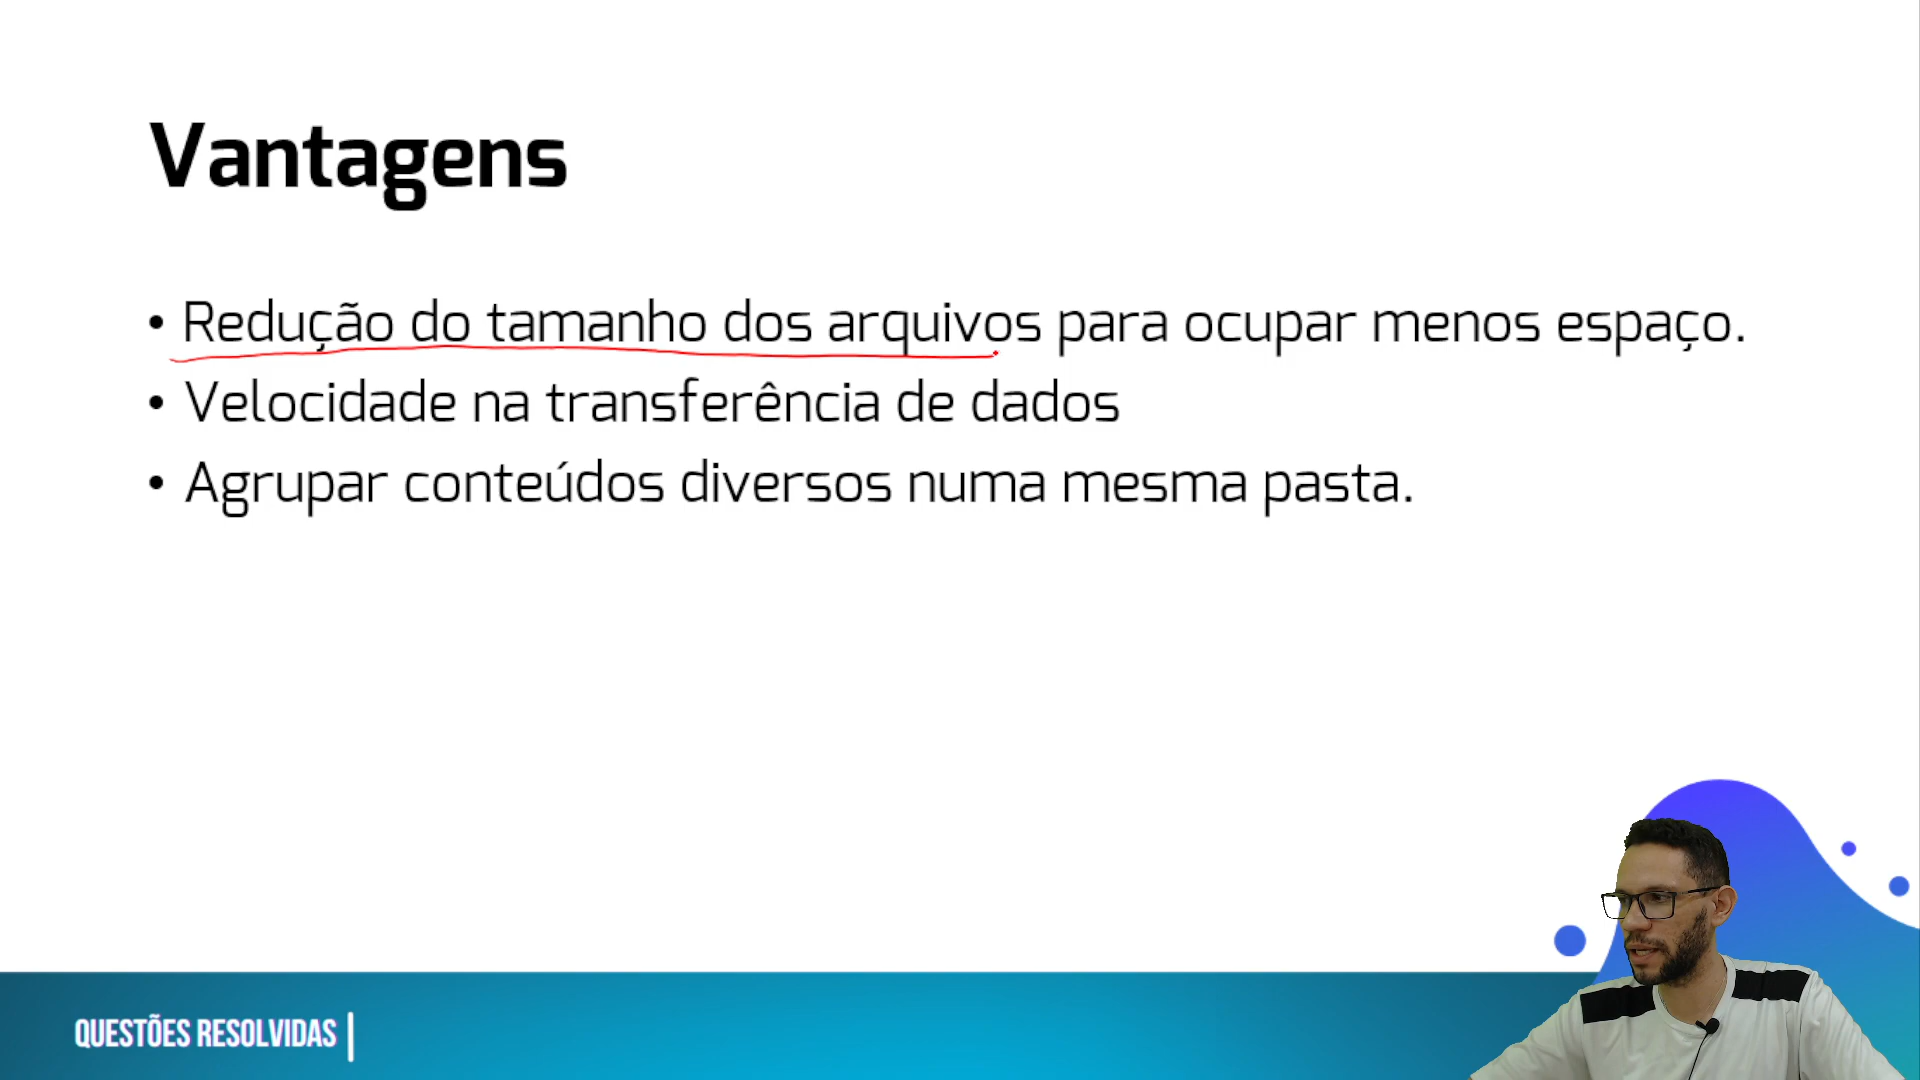 Vantagens
• Redução do tamanho dos arquivos para ocupar menos espaço.
• Velocidade na transferência de dados
• Agrupar conteúdos diversos numa mesma pasta.
QUESTÕES RESOLVIDAS |